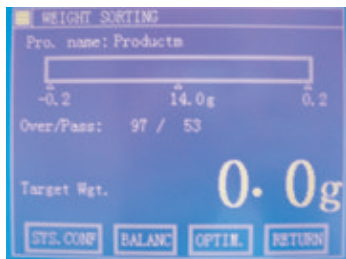 WEIGHT SORTING
Pro. name: Productm
-0.2 14.0g 0.2
Over/Pass: 97 / 53
Target Wgt. 0.0g
SYS.CONF BALANC OPTIM. RETURN